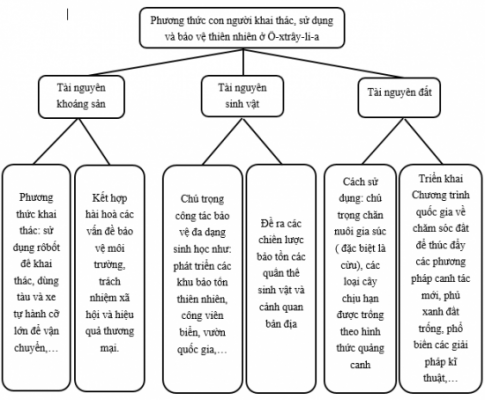 Phương thức con người khai thác, sử dụng
và bảo vệ thiên nhiên ở Ô-xtrây-li-a
Tài nguyên
khoáng sản
Tài nguyên
sinh vật
Tài nguyên đất
Phương
thức khai
thác: sử
dụng rôbốt
để khai
thác, dùng
tàu và xe
tự hành cỡ
lớn để vận
chuyển,...
Kết hợp
hài hoà các
vấn đề bảo
vệ môi
trường,
trách
nhiệm xã
hội và hiệu
quả thương
mại.
Chú trọng
công tác bảo
vệ đa dạng
sinh học như:
phát triển các
khu bảo tồn
thiên nhiên,
công viên
biển, vườn
quốc gia,...
Đề ra các
chiến lược
bảo tồn các
quần thể
sinh vật và
cảnh quan
bản địa
Cách sử
dụng: chú
trọng chăn
nuôi gia súc
( đặc biệt là
cừu), các
loại cây
chịu hạn
được trồng
theo hình
thức quảng
canh
Triển khai
Chương trình
quốc gia về
chăm sóc đất
để thúc đẩy
các phương
pháp canh tác
mới, phủ
xanh đất
trống, phổ
biến các giải
pháp kĩ
thuật,...